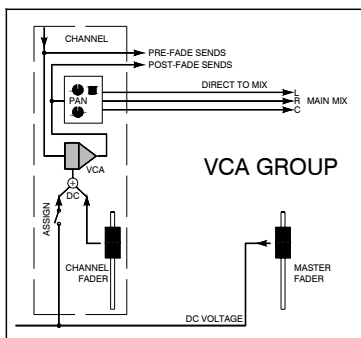 CHANNEL
PRE-FADE SENDS
POST-FADE SENDS
DIRECT TO MIX
PAN
L
R MAIN MIX
C
VCA
VCA GROUP
DC
ASSIGN
CHANNEL
FADER
MASTER
FADER
DC VOLTAGE